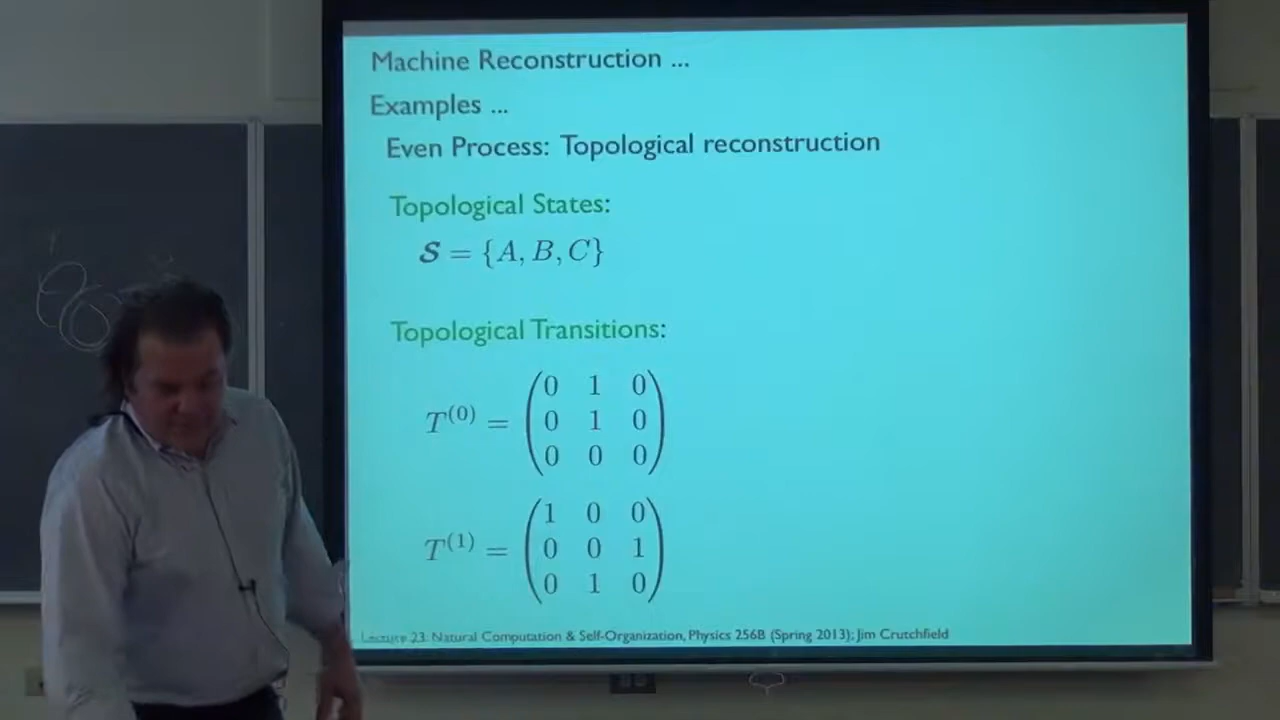 Machine Reconstruction ...
Examples ...
Even Process: Topological reconstruction
Topological States:
𝓢 = {A, B, C}
Topological Transitions:
T⁽⁰⁾ =
0 1 0
0 1 0
0 0 0
T⁽¹⁾ =
1 0 0
0 0 1
0 1 0
Lecture 23: Natural Computation & Self-Organization, Physics 256B (Spring 2013); Jim Crutchfield